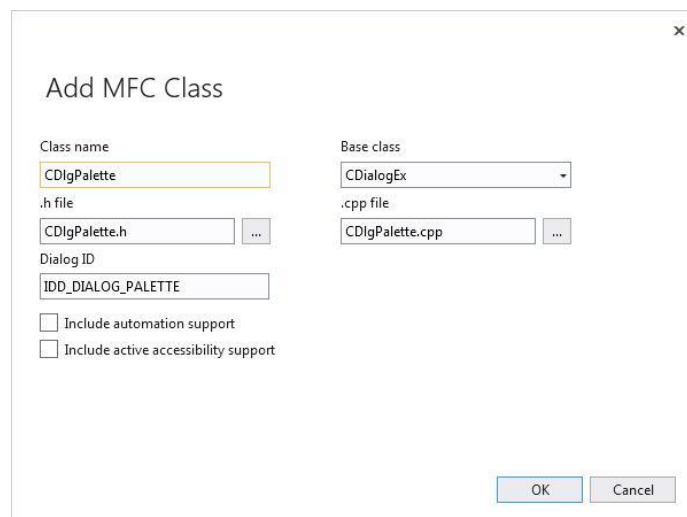 ×
Add MFC Class
Class name
Base class
CDlgPalette
CDialogEx
.h file
.cpp file
CDlgPalette.h
...
CDlgPalette.cpp
...
Dialog ID
IDD_DIALOG_PALETTE
Include automation support
Include active accessibility support
OK
Cancel